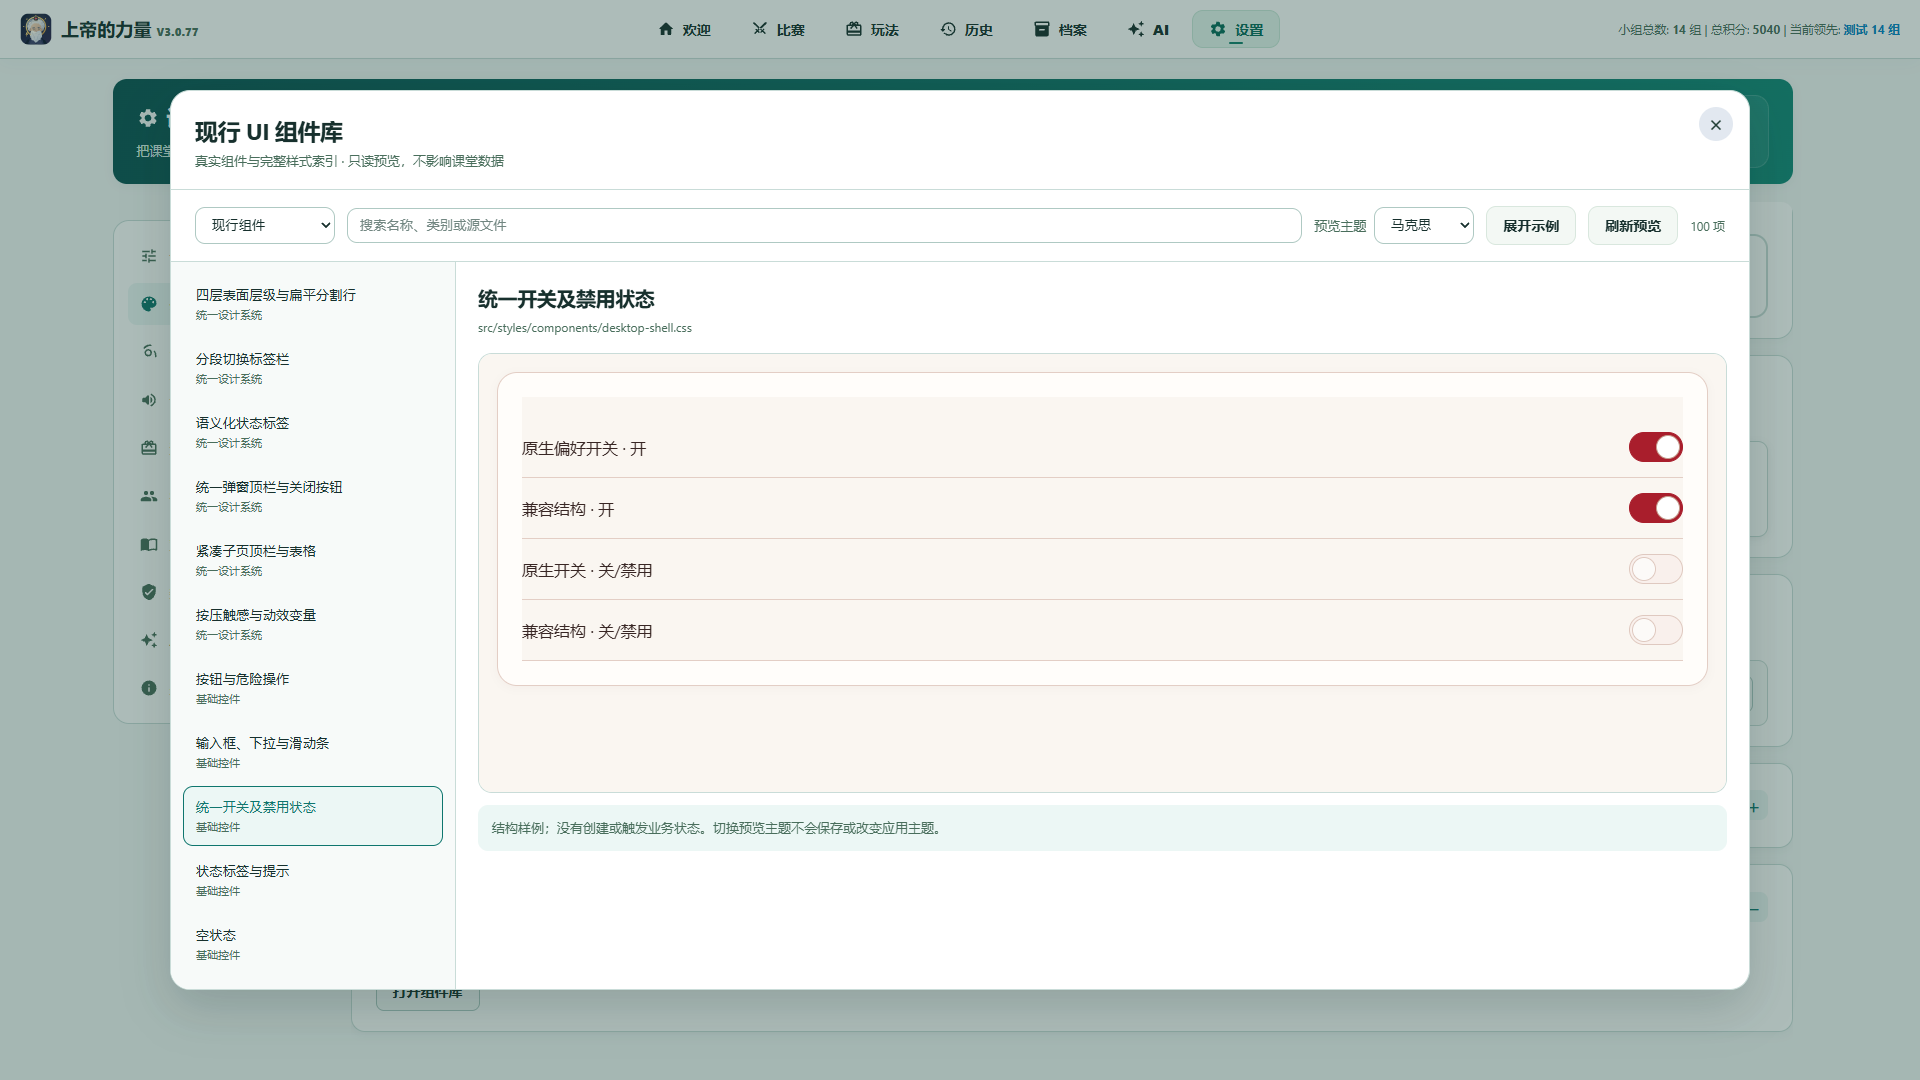 上帝的力量 V3.0.77
欢迎
比赛
玩法
历史
档案
AI
设置
小组总数: 14 组 | 总积分: 5040 | 当前领先: 测试 14 组
把课堂
现行 UI 组件库
真实组件与完整样式索引 · 只读预览，不影响课堂数据
现行组件
搜索名称、类别或源文件
预览主题
马克思
展开示例
刷新预览
100 项
四层表面层级与扁平分割行
统一设计系统
分段切换标签栏
统一设计系统
语义化状态标签
统一设计系统
统一弹窗顶栏与关闭按钮
统一设计系统
紧凑子页顶栏与表格
统一设计系统
按压触感与动效变量
统一设计系统
按钮与危险操作
基础控件
输入框、下拉与滑动条
基础控件
统一开关及禁用状态
基础控件
状态标签与提示
基础控件
空状态
基础控件
统一开关及禁用状态
src/styles/components/desktop-shell.css
原生偏好开关 · 开
兼容结构 · 开
原生开关 · 关/禁用
兼容结构 · 关/禁用
结构样例；没有创建或触发业务状态。切换预览主题不会保存或改变应用主题。
打开组件库